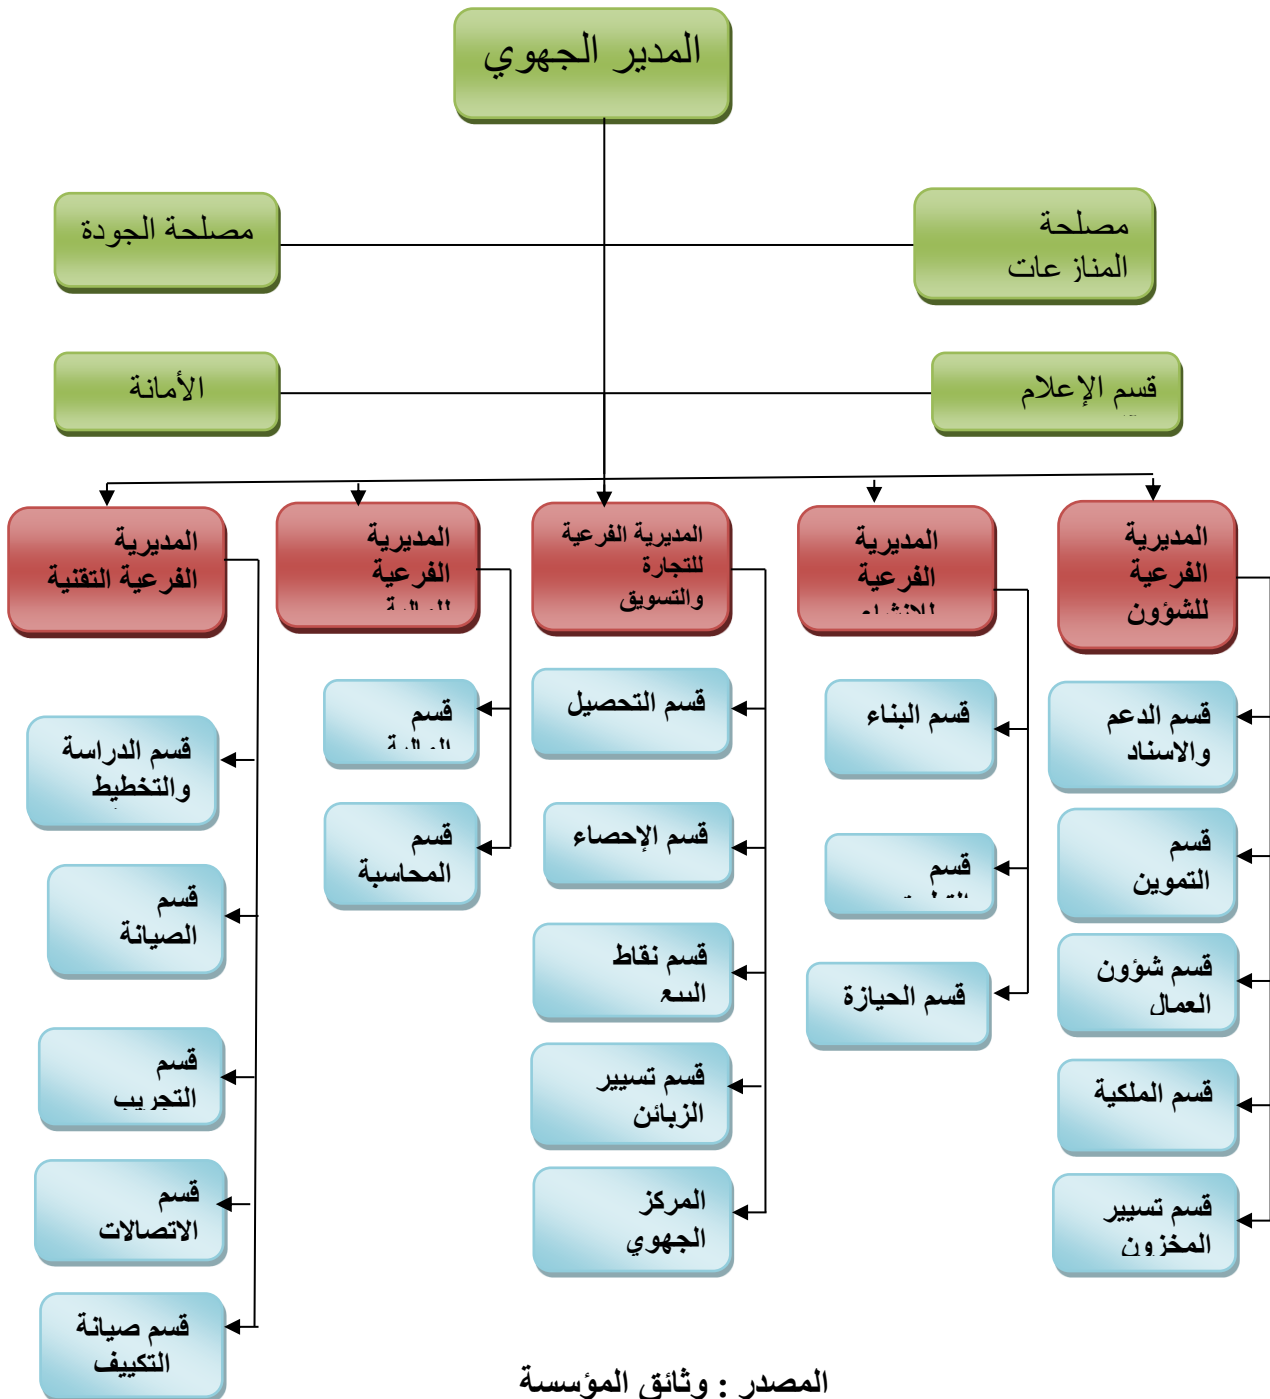 المدير الجهوي
مصلحة
المنازعات
مصلحة الجودة
قسم الإعلام
الأمانة
المديرية
الفرعية
للشؤون
المديرية
الفرعية
المديرية الفرعية
للتجارة
والتسويق
المديرية
الفرعية
المديرية
الفرعية التقنية
قسم الدعم
والاسناد
قسم
التموين
قسم شؤون
العمال
قسم الملكية
قسم تسيير
المخزون
قسم البناء
قسم
قسم الحيازة
قسم التحصيل
قسم الإحصاء
قسم نقاط
البيع
قسم تسيير
الزبائن
المركز
الجهوي
قسم
المالية
قسم
المحاسبة
قسم الدراسة
والتخطيط
قسم
الصيانة
قسم
التجريب
قسم
الاتصالات
قسم صيانة
التكييف
المصدر : وثائق المؤسسة